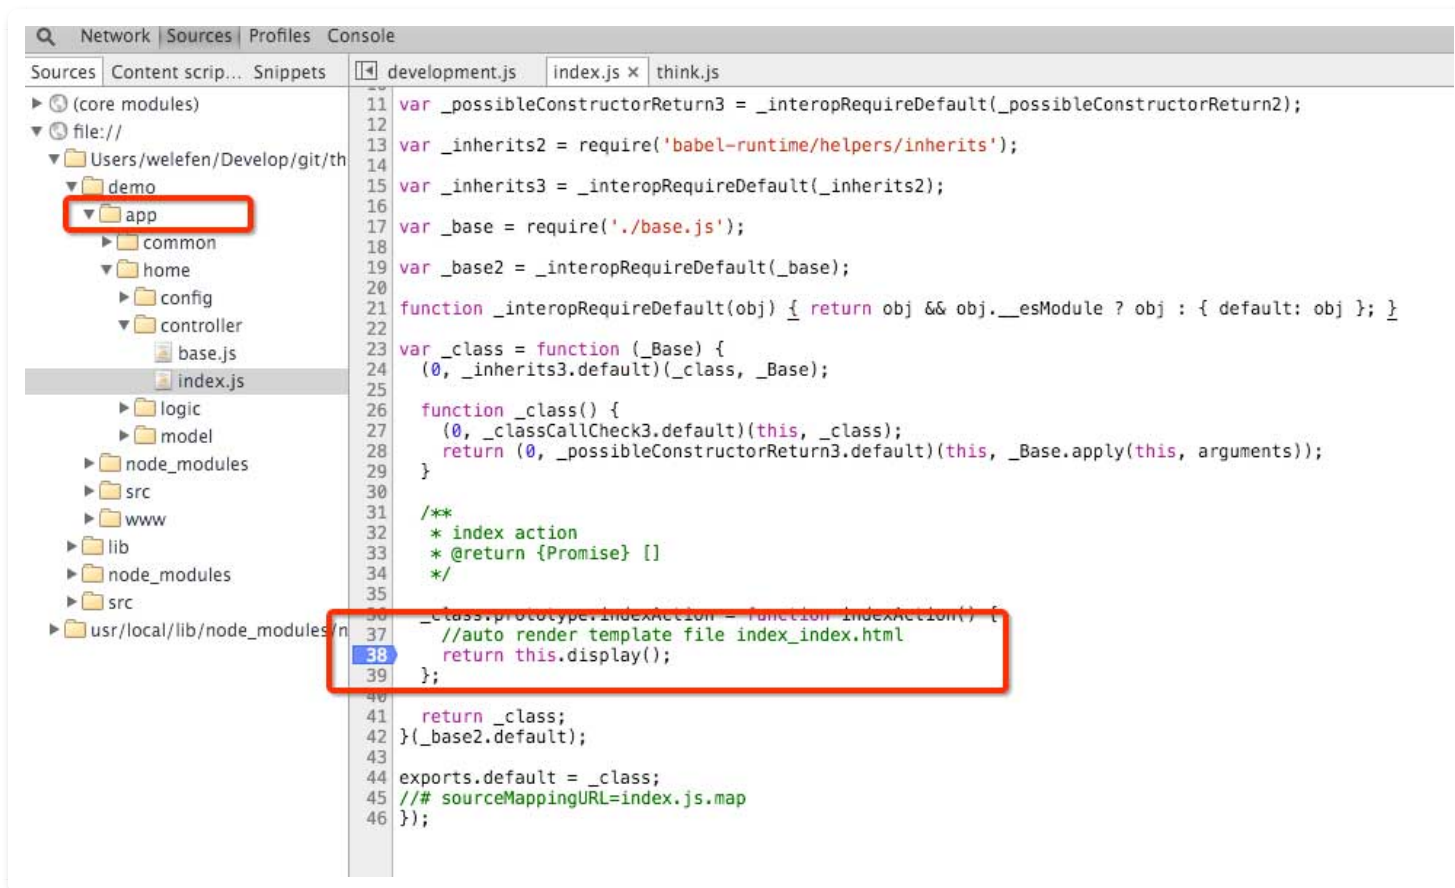 Network Sources Profiles Console
Sources Content scrip... Snippets
development.js index.js × think.js
(core modules)
file://
Users/welefen/Develop/git/th
demo
app
common
home
config
controller
base.js
index.js
logic
model
node_modules
src
www
lib
node_modules
src
usr/local/lib/node_modules/n
10
11 var _possibleConstructorReturn3 = _interopRequireDefault(_possibleConstructorReturn2);
12
13 var _inherits2 = require('babel-runtime/helpers/inherits');
14
15 var _inherits3 = _interopRequireDefault(_inherits2);
16
17 var _base = require('./base.js');
18
19 var _base2 = _interopRequireDefault(_base);
20
21 function _interopRequireDefault(obj) { return obj && obj.__esModule ? obj : { default: obj }; }
22
23 var _class = function (_Base) {
24 (0, _inherits3.default)(_class, _Base);
25
26 function _class() {
27 (0, _classCallCheck3.default)(this, _class);
28 return (0, _possibleConstructorReturn3.default)(this, _Base.apply(this, arguments));
29 }
30
31 /**
32 * index action
33 * @return {Promise} []
34 */
35
36 _class.prototype.indexAction = function indexAction() {
37 //auto render template file index_index.html
38 return this.display();
39 };
40
41 return _class;
42 }(_base2.default);
43
44 exports.default = _class;
45 //# sourceMappingURL=index.js.map
46 });